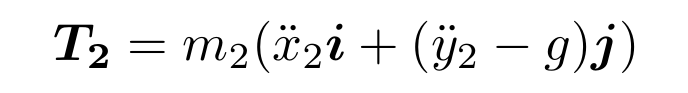 T₂ = m₂(ẍ₂i + (ÿ₂ − g)j)